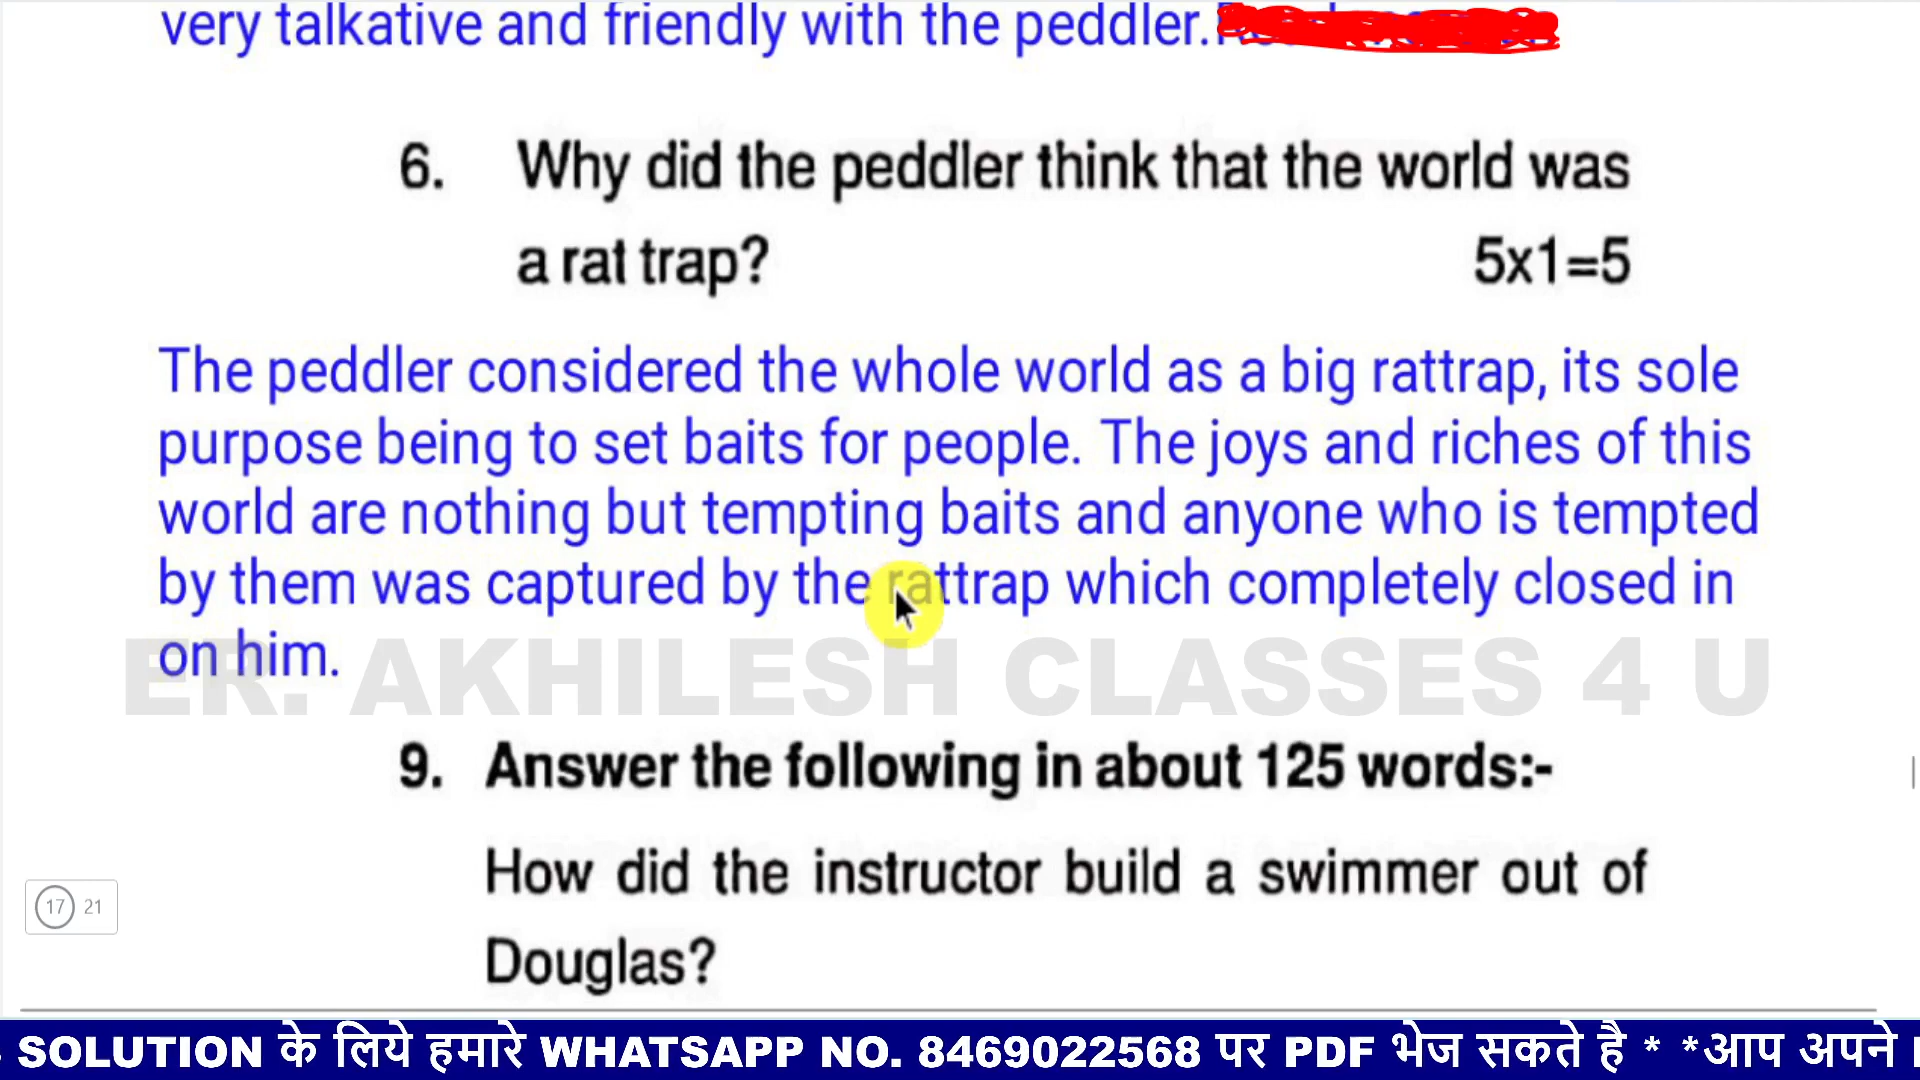 very talkative and friendly with the peddler.
6. Why did the peddler think that the world was
a rat trap? 5x1=5
The peddler considered the whole world as a big rattrap, its sole
purpose being to set baits for people. The joys and riches of this
world are nothing but tempting baits and anyone who is tempted
by them was captured by the rattrap which completely closed in
on him.
ER. AKHILESH CLASSES 4 U
9. Answer the following in about 125 words:-
How did the instructor build a swimmer out of
Douglas?
17 21
SOLUTION के लिये हमारे WHATSAPP NO. 8469022568 पर PDF भेज सकते है * *आप अपने